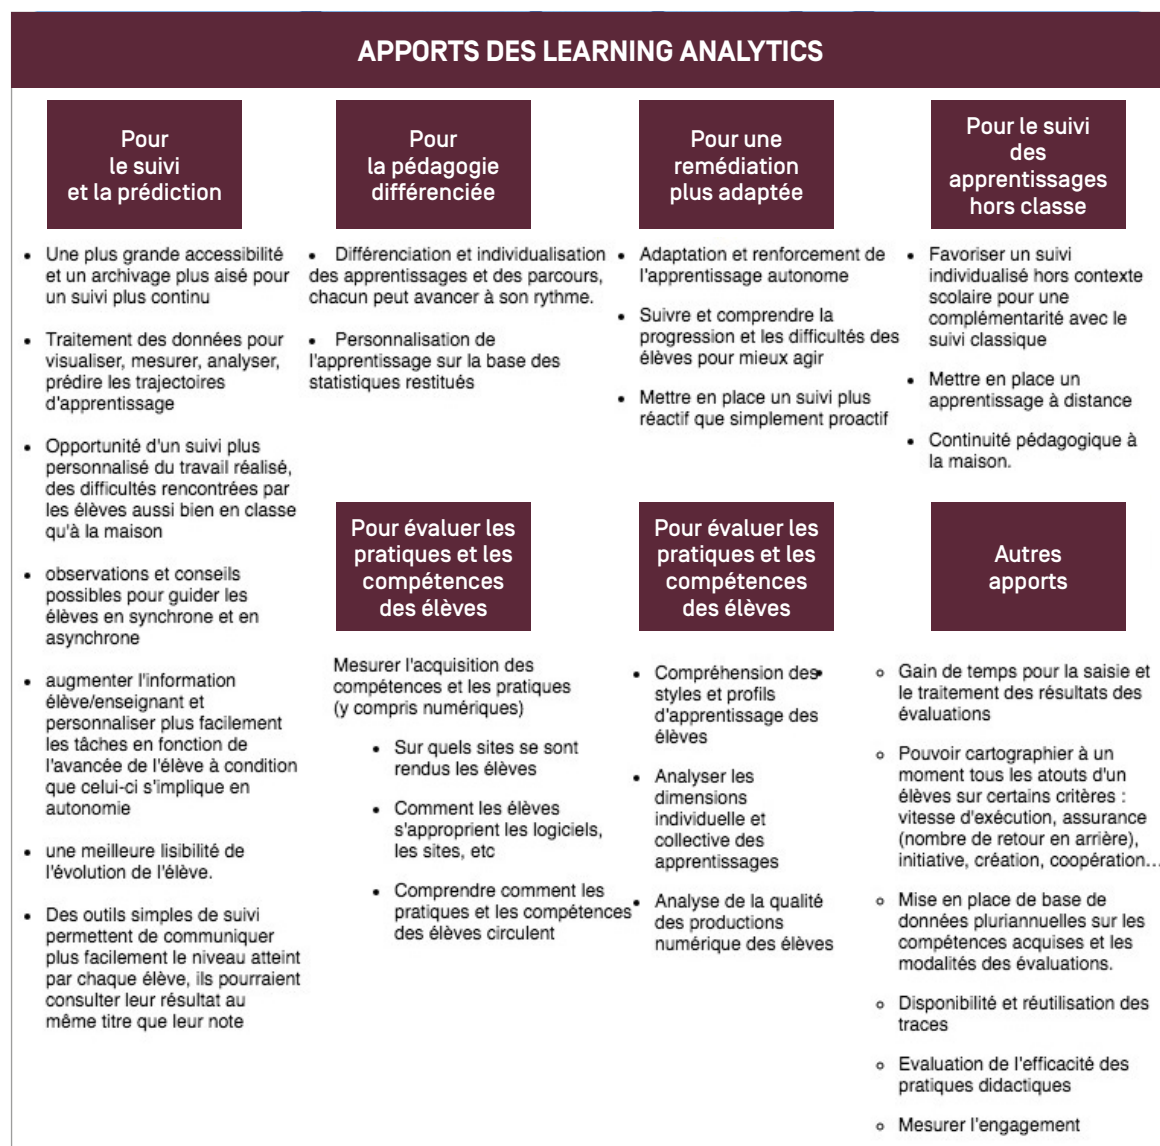 APPORTS DES LEARNING ANALYTICS
Pour
le suivi
et la prédiction
• Une plus grande accessibilité
et un archivage plus aisé pour
un suivi plus continu
• Traitement des données pour
visualiser, mesurer, analyser,
prédire les trajectoires
d'apprentissage
• Opportunité d'un suivi plus
personnalisé du travail réalisé,
des difficultés rencontrées par
les élèves aussi bien en classe
qu'à la maison
• observations et conseils
possibles pour guider les
élèves en synchrone et en
asynchrone
• augmenter l'information
élève/enseignant et
personnaliser plus facilement
les tâches en fonction de
l'avancée de l'élève à condition
que celui-ci s'implique en
autonomie
• une meilleure lisibilité de
l'évolution de l'élève.
• Des outils simples de suivi
permettent de communiquer
plus facilement le niveau atteint
par chaque élève, ils pourraient
consulter leur résultat au
même titre que leur note
Pour
la pédagogie
différenciée
• Différenciation et individualisation
des apprentissages et des parcours,
chacun peut avancer à son rythme.
• Personnalisation de
l'apprentissage sur la base des
statistiques restitués
Pour une
remédiation
plus adaptée
• Adaptation et renforcement de
l'apprentissage autonome
• Suivre et comprendre la
progression et les difficultés des
élèves pour mieux agir
• Mettre en place un suivi plus
réactif que simplement proactif
Pour le suivi
des
apprentissages
hors classe
• Favoriser un suivi
individualisé hors contexte
scolaire pour une
complémentarité avec le
suivi classique
• Mettre en place un
apprentissage à distance
• Continuité pédagogique à
la maison.
Pour évaluer les
pratiques et les
compétences
des élèves
Mesurer l'acquisition des
compétences et les pratiques
(y compris numériques)
• Sur quels sites se sont
rendus les élèves
• Comment les élèves
s'approprient les logiciels,
les sites, etc
• Comprendre comment les
pratiques et les compétences
des élèves circulent
Pour évaluer les
pratiques et les
compétences
des élèves
• Compréhension des
styles et profils
d'apprentissage des
élèves
• Analyser les
dimensions
individuelle et
collective des
apprentissages
• Analyse de la qualité
des productions
numérique des élèves
Autres
apports
◦ Gain de temps pour la saisie et
le traitement des résultats des
évaluations
◦ Pouvoir cartographier à un
moment tous les atouts d'un
élèves sur certains critères :
vitesse d'exécution, assurance
(nombre de retour en arrière),
initiative, création, coopération…
◦ Mise en place de base de
données pluriannuelles sur les
compétences acquises et les
modalités des évaluations.
◦ Disponibilité et réutilisation des
traces
◦ Evaluation de l'efficacité des
pratiques didactiques
◦ Mesurer l'engagement